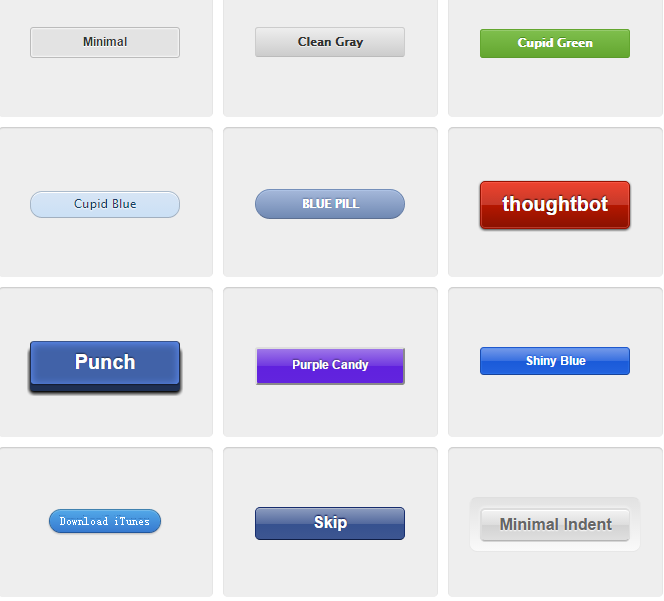 Minimal
Clean Gray
Cupid Green
Cupid Blue
BLUE PILL
thoughtbot
Punch
Purple Candy
Shiny Blue
Download iTunes
Skip
Minimal Indent